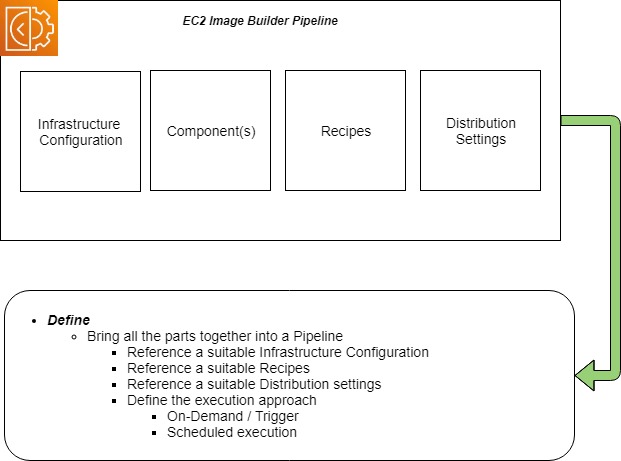 EC2 Image Builder Pipeline
Infrastructure
Configuration
Component(s)
Recipes
Distribution
Settings
Define
Bring all the parts together into a Pipeline
Reference a suitable Infrastructure Configuration
Reference a suitable Recipes
Reference a suitable Distribution settings
Define the execution approach
On-Demand / Trigger
Scheduled execution